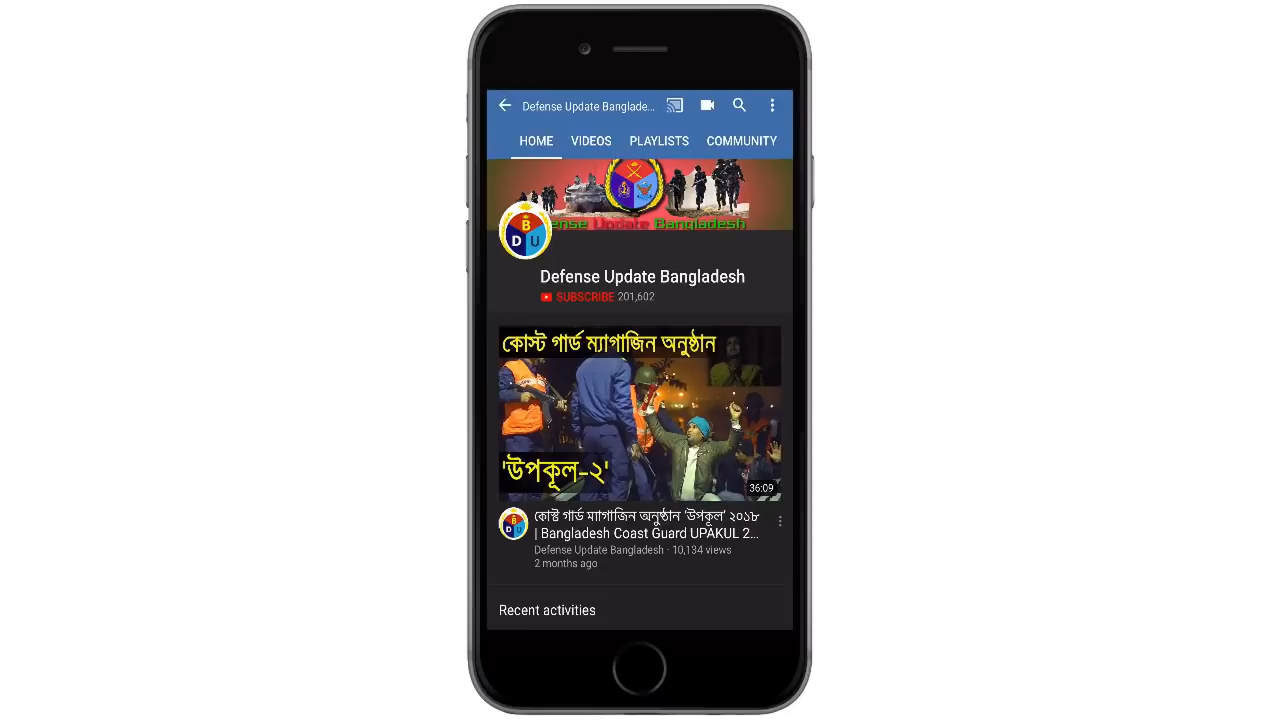 Defense Update Banglade...
HOME VIDEOS PLAYLISTS COMMUNITY
Defense Update Bangladesh
B
D U
Defense Update Bangladesh
SUBSCRIBE 201,602
কোস্ট গার্ড ম্যাগাজিন অনুষ্ঠান
'উপকূল-২'
36:09
B
D U
কোস্ট গার্ড ম্যাগাজিন অনুষ্ঠান ‘উপকূল’ ২০১৮
| Bangladesh Coast Guard UPAKUL 2...
Defense Update Bangladesh · 10,134 views
2 months ago
Recent activities